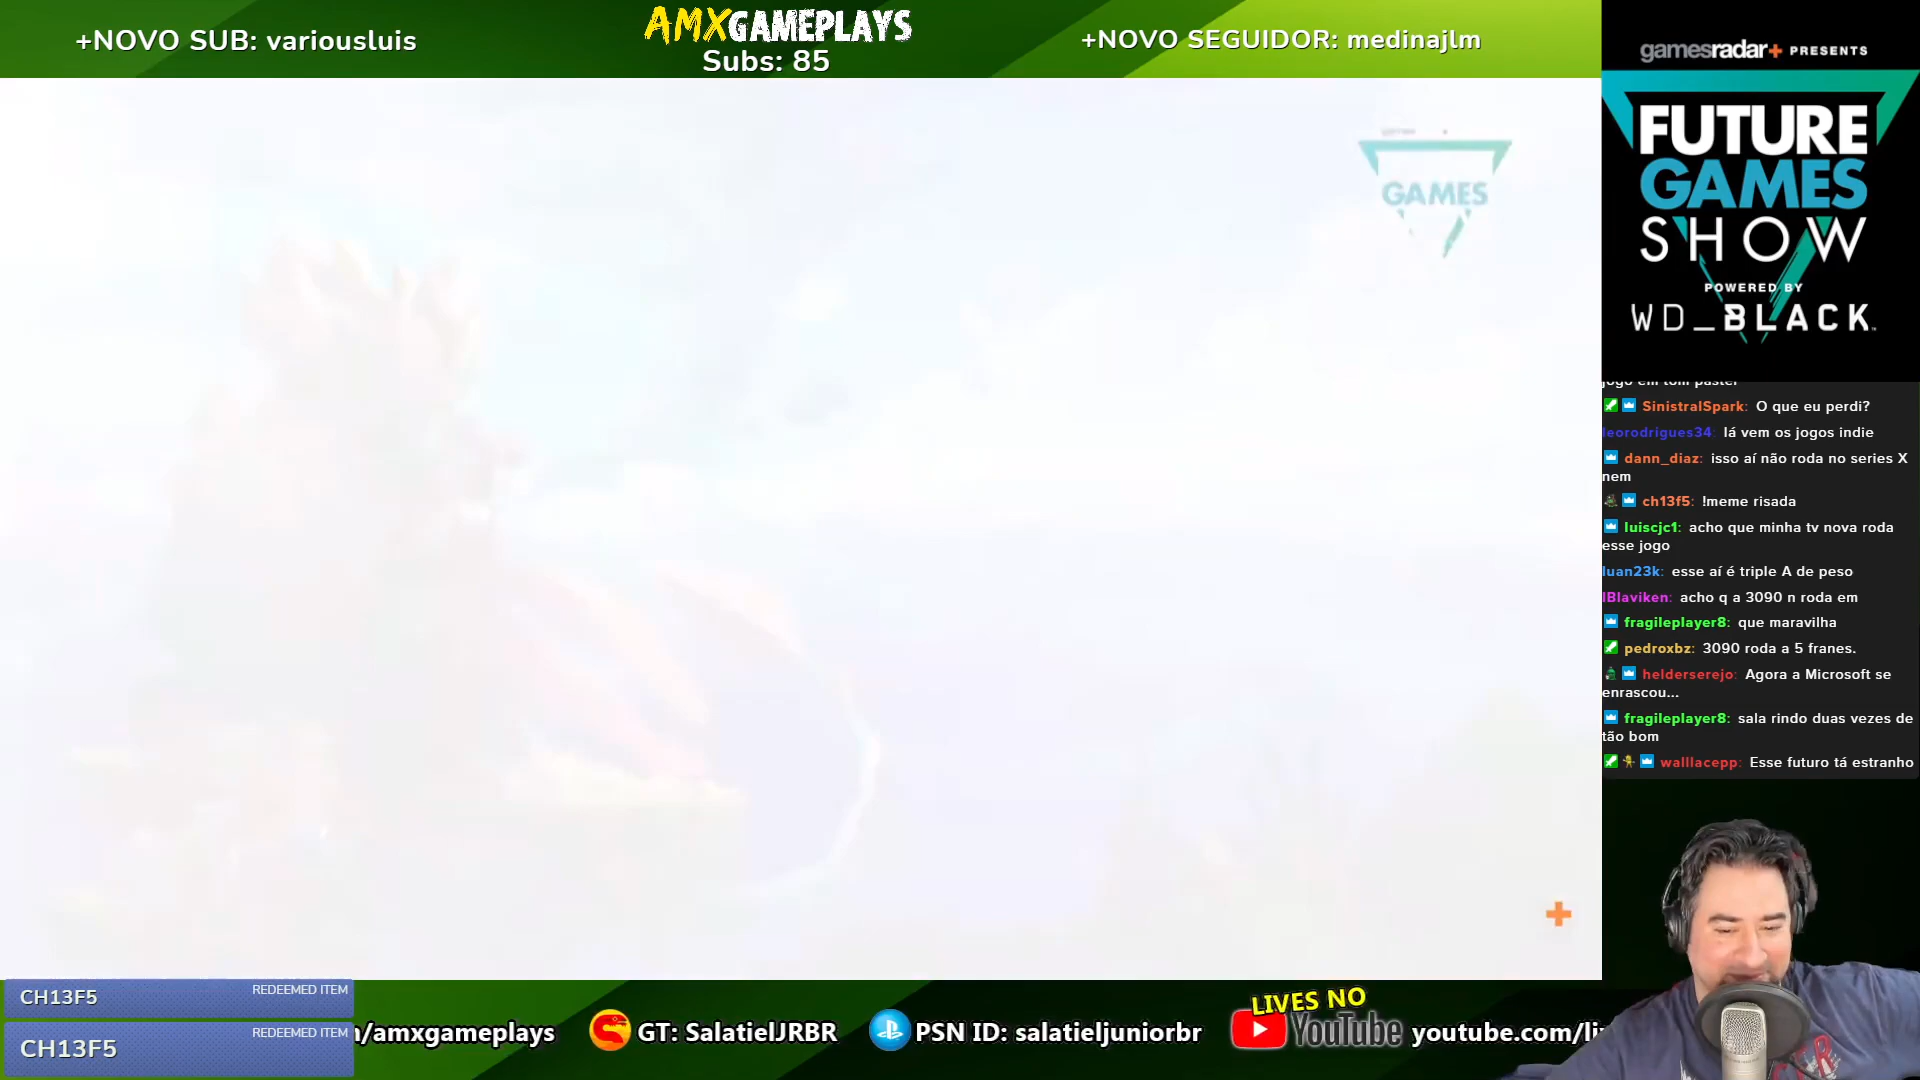 +NOVO SUB: variousluis
AMXGAMEPLAYS
Subs: 85
+NOVO SEGUIDOR: medinajlm
gamesradar+ PRESENTS
FUTURE
GAMES
SHOW
POWERED BY
WD_BLACK
GAMES
jogo em tom pastel
SinistralSpark: O que eu perdi?
leorodrigues34: lá vem os jogos indie
dann_diaz: isso aí não roda no series X
nem
ch13f5: !meme risada
luiscjc1: acho que minha tv nova roda
esse jogo
luan23k: esse aí é triple A de peso
IBlaviken: acho q a 3090 n roda em
fragileplayer8: que maravilha
pedroxbz: 3090 roda a 5 franes.
helderserejo: Agora a Microsoft se
enrascou...
fragileplayer8: sala rindo duas vezes de
tão bom
walllacepp: Esse futuro tá estranho
CH13F5 REDEEMED ITEM
CH13F5 REDEEMED ITEM
/amxgameplays
GT: SalatielJRBR
PSN ID: salatieljuniorbr
LIVES NO
YouTube
youtube.com/li